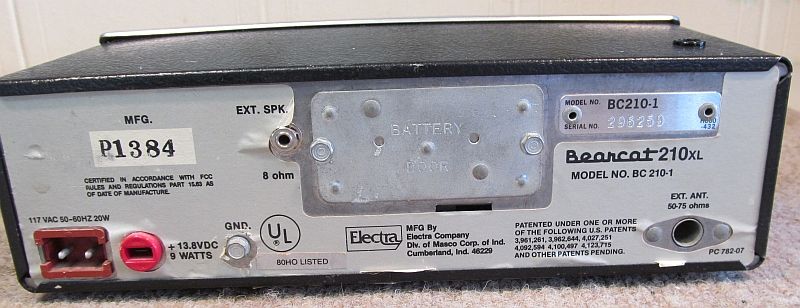 MFG.
P1384
CERTIFIED IN ACCORDANCE WITH FCC
RULES AND REGULATIONS PART 15.63 AS
OF DATE OF MANUFACTURE.
117 VAC 50-60HZ 20W
+ 13.8VDC
9 WATTS
GND.
EXT. SPK.
8 ohm
BATTERY
DOOR
UL
80HO LISTED
Electra
MFG By
Electra Company
Div. of Masco Corp. of Ind.
Cumberland, Ind. 46229
MODEL NO. BC210-1
SERIAL NO. 296259
Bearcat 210XL
MODEL NO. BC 210-1
PATENTED UNDER ONE OR MORE
OF THE FOLLOWING U.S. PATENTS
3,961,261, 3,962,644, 4,027,251
4,092,594 4,100,497 4,123,715
AND OTHER PATENTS PENDING.
EXT. ANT.
50-75 ohms
PC 782-07